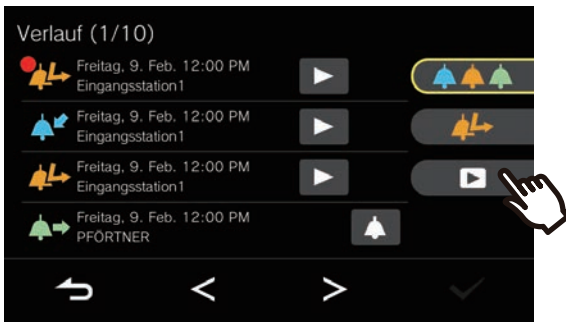 Verlauf (1/10)
Freitag, 9. Feb. 12:00 PM
Eingangsstation1
Freitag, 9. Feb. 12:00 PM
Eingangsstation1
Freitag, 9. Feb. 12:00 PM
Eingangsstation1
Freitag, 9. Feb. 12:00 PM
PFÖRTNER